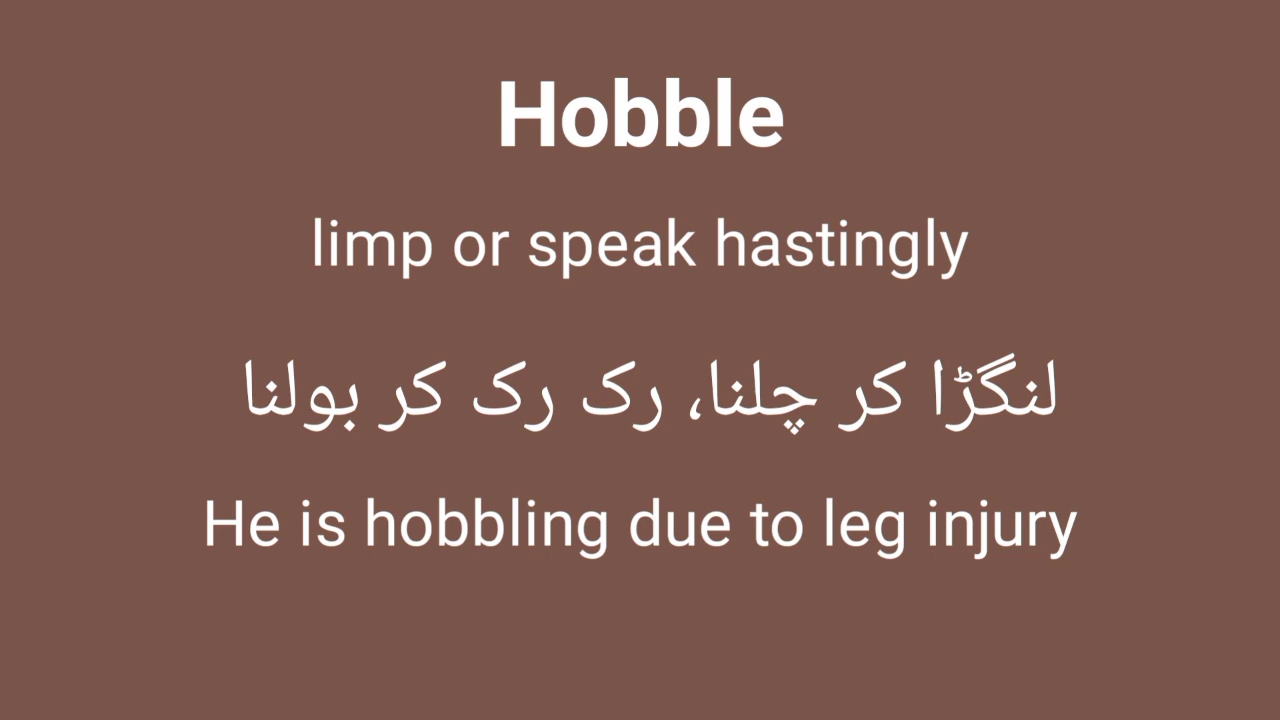 Hobble
limp or speak hastingly
لنگڑا کر چلنا، رک رک کر بولنا
He is hobbling due to leg injury